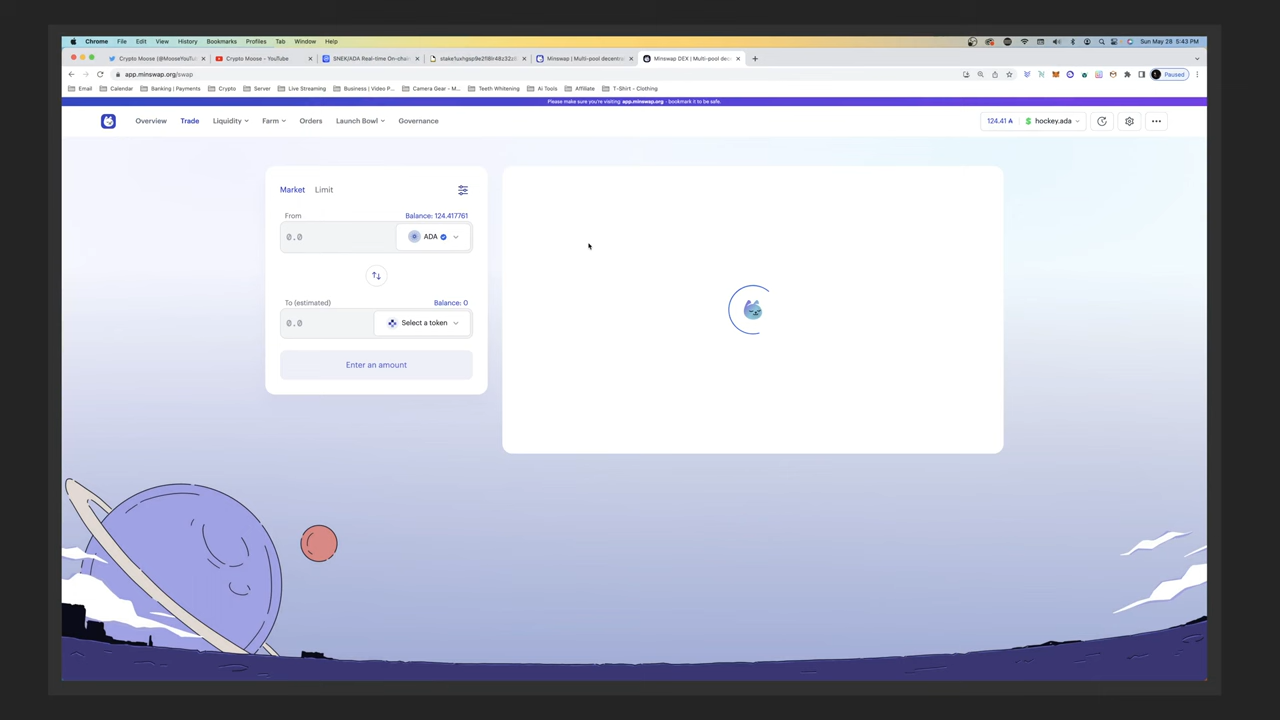 Chrome File Edit View History Bookmarks Profiles Tab Window Help
Sun May 28 5:43 PM
Crypto Moose (@MooseYouTu
Crypto Moose - YouTube
SNEK/ADA Real-time On-chai
Minswap | Multi-pool decentra
Minswap DEX | Multi-pool dec
app.minswap.org/swap
Paused
Email Calendar Banking | Payments Crypto Server Live Streaming Business | Video P... Camera Gear - M... Teeth Whitening Ai Tools Affiliate T-Shirt - Clothing
Please make sure you're visiting app.minswap.org - bookmark it to be safe.
Overview Trade Liquidity Farm Orders Launch Bowl Governance
124.41 ₳ hockey.ada
Market Limit
From Balance: 124.417761
0.0 ADA
To (estimated) Balance: 0
0.0 Select a token
Enter an amount